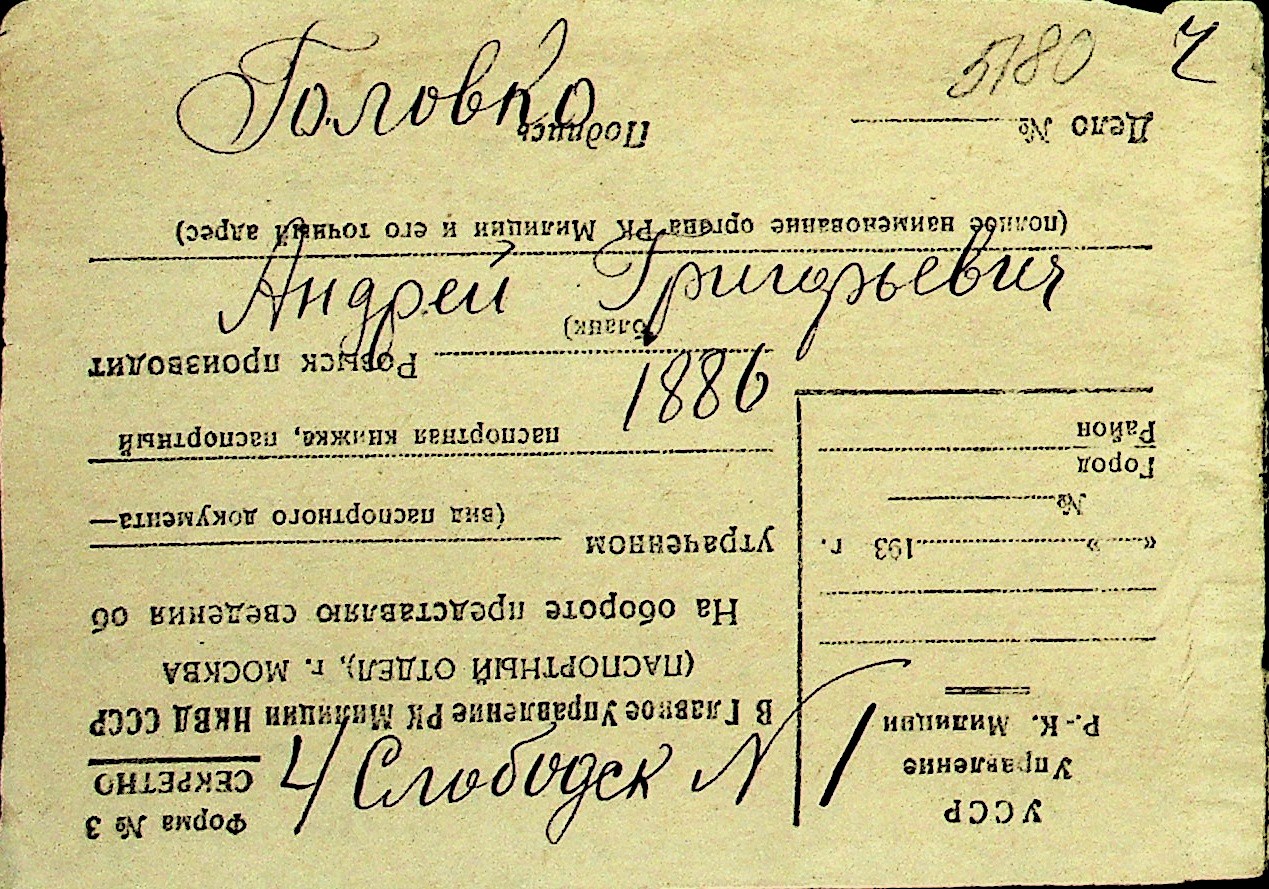 5180 Ч
Головко
Андрей Григорьевич
1886
4 Слободск N 1
Форма № 3
СЕКРЕТНО
УССР
Управление
Р.-К. Милиции
„ “ 193 г.
№
Город
Район
В Главное Управление РК Милиции НКВД СССР
(ПАСПОРТНЫЙ ОТДЕЛ), г. МОСКВА
На обороте представляю сведения об
утраченном
(вид паспортного документа—
паспортная книжка, паспортный
бланк)
Розыск производит
(полное наименование органа РК Милиции и его точный адрес)
Дело №
Подпись